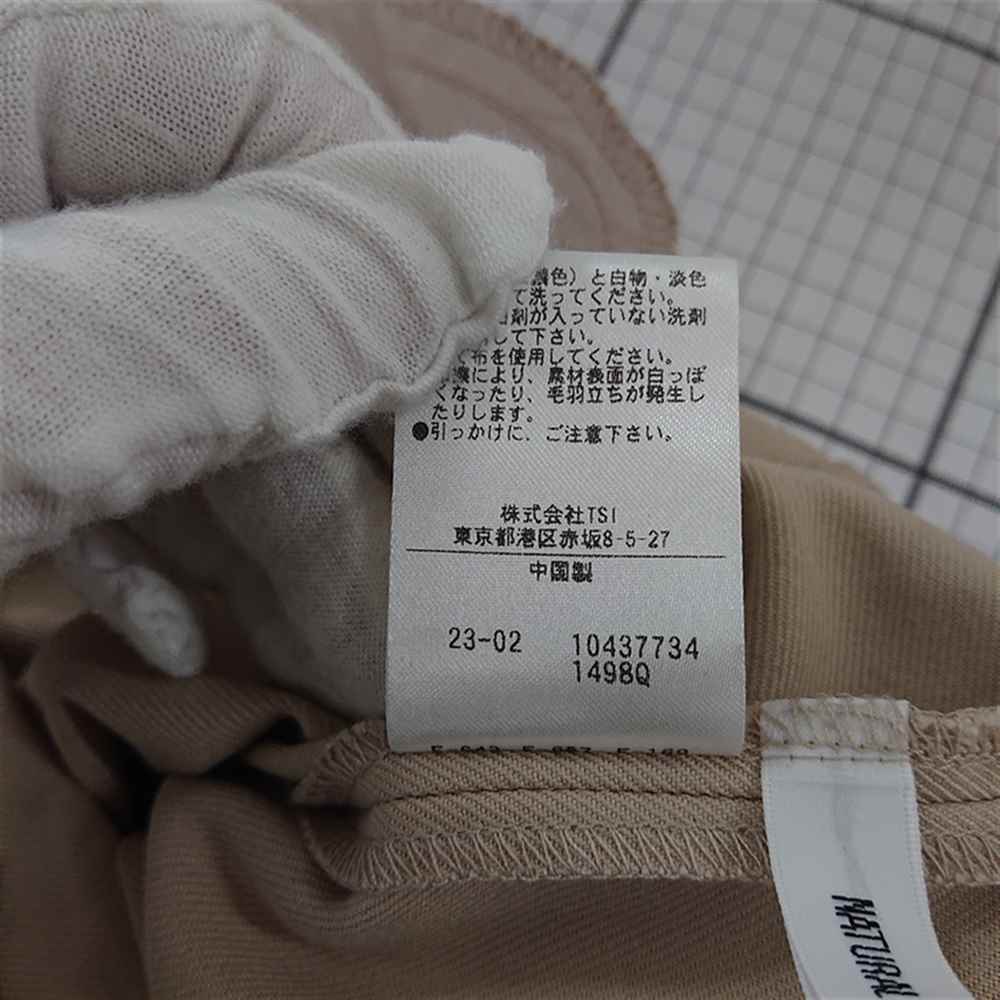 色）と白物・淡色
て洗ってください。
剤が入っていない洗剤
して下さい。
て布を使用してください。
により、素材表面が白っぽ
くなったり、毛羽立ちが発生し
たりします。
●引っかけに、ご注意下さい。
株式会社TSI
東京都港区赤坂8-5-27
中国製
23-02 10437734
1498Q
NATURAL